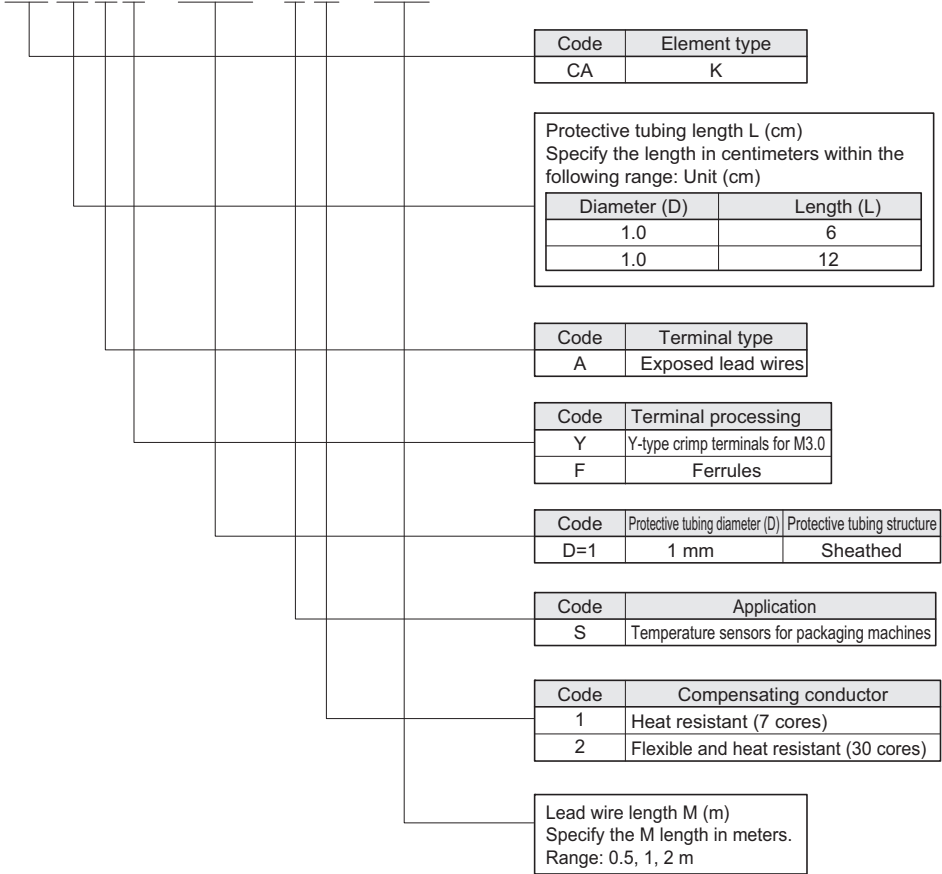 Code Element type
CA K
Protective tubing length L (cm)
Specify the length in centimeters within the
following range: Unit (cm)
Diameter (D) Length (L)
1.0 6
1.0 12
Code Terminal type
A Exposed lead wires
Code Terminal processing
Y Y-type crimp terminals for M3.0
F Ferrules
Code Protective tubing diameter (D) Protective tubing structure
D=1 1 mm Sheathed
Code Application
S Temperature sensors for packaging machines
Code Compensating conductor
1 Heat resistant (7 cores)
2 Flexible and heat resistant (30 cores)
Lead wire length M (m)
Specify the M length in meters.
Range: 0.5, 1, 2 m